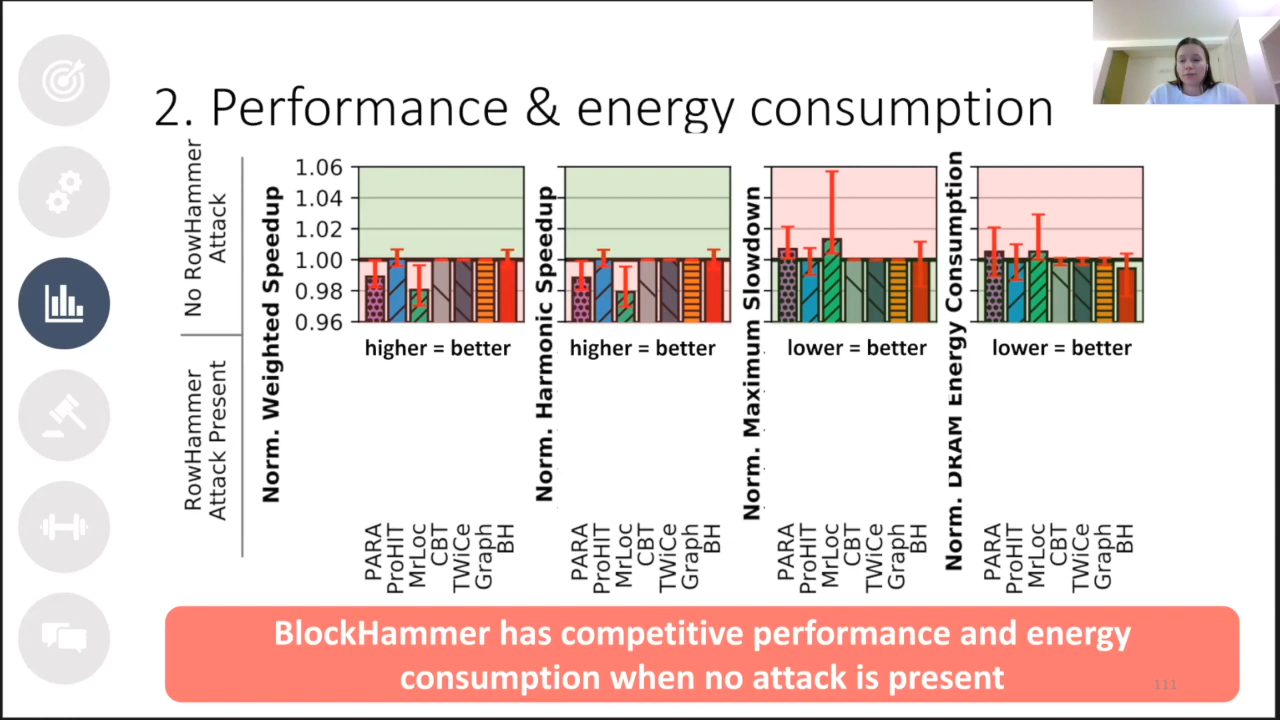 2. Performance & energy consumption
No RowHammer
Attack
RowHammer
Attack Present
Norm. Weighted Speedup
1.06
1.04
1.02
1.00
0.98
0.96
higher = better
PARA
ProHIT
MrLoc
CBT
TWiCe
Graph
BH
Norm. Harmonic Speedup
higher = better
PARA
ProHIT
MrLoc
CBT
TWiCe
Graph
BH
Norm. Maximum Slowdown
lower = better
PARA
ProHIT
MrLoc
CBT
TWiCe
Graph
BH
Norm. DRAM Energy Consumption
lower = better
PARA
ProHIT
MrLoc
CBT
TWiCe
Graph
BH
BlockHammer has competitive performance and energy
consumption when no attack is present
111